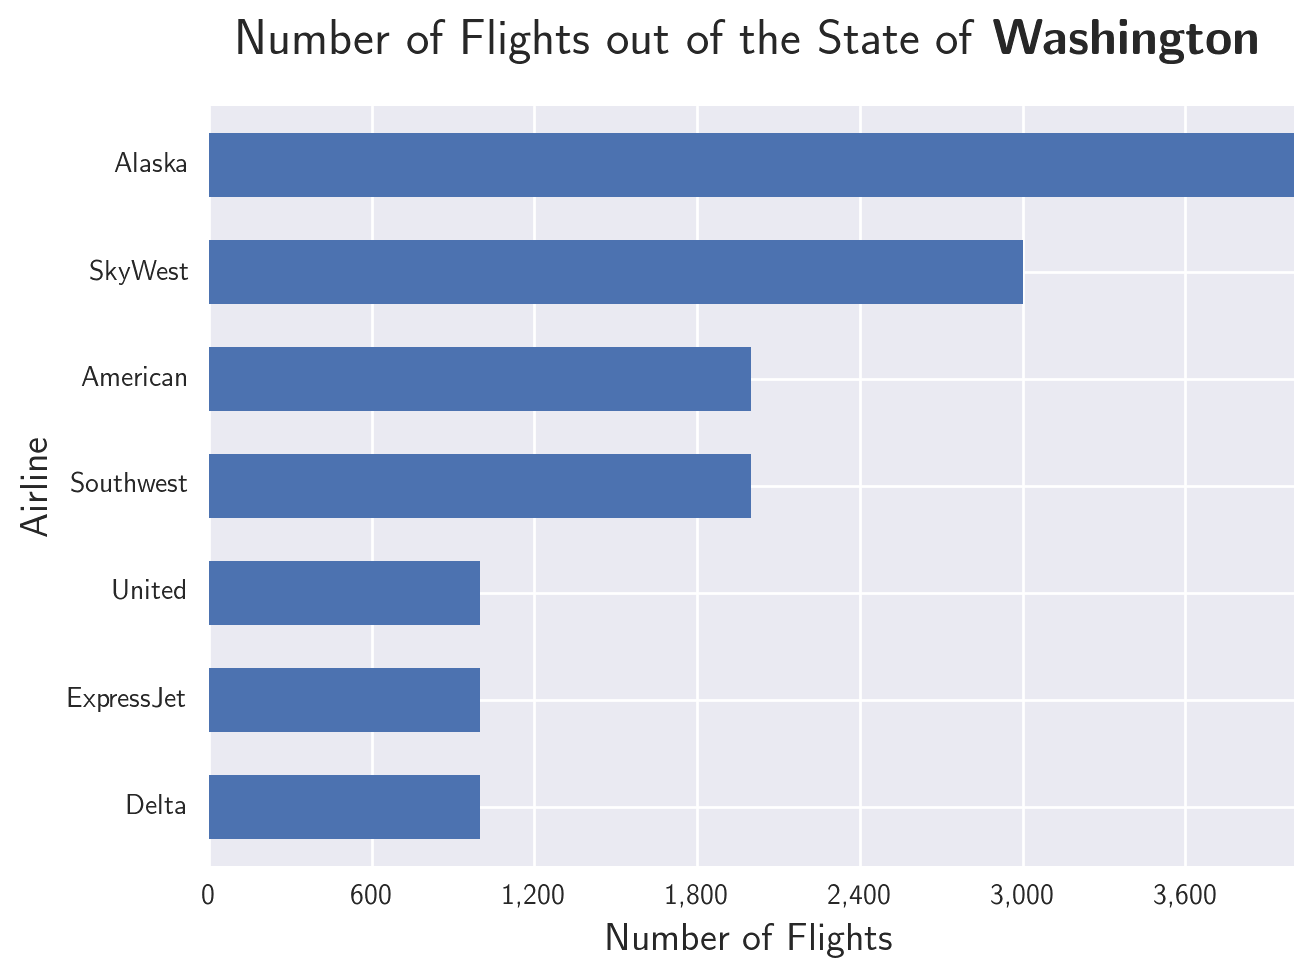 Number of Flights out of the State of Washington
Alaska
SkyWest
American
Southwest
United
ExpressJet
Delta
Airline
0 600 1,200 1,800 2,400 3,000 3,600
Number of Flights